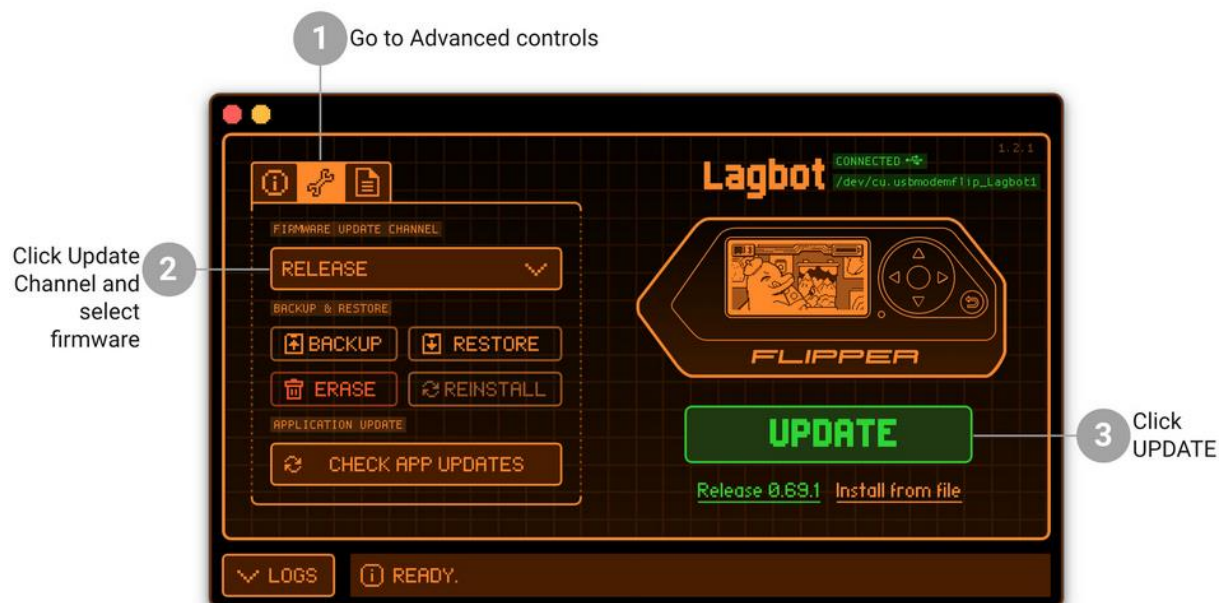 1 Go to Advanced controls
1.2.1
Lagbot
CONNECTED
/dev/cu.usbmodemflip_Lagbot1
FIRMWARE UPDATE CHANNEL
2 Click Update
Channel and
select
firmware
RELEASE
BACKUP & RESTORE
BACKUP RESTORE
ERASE REINSTALL
APPLICATION UPDATE
CHECK APP UPDATES
FLIPPER
UPDATE
3 Click
UPDATE
Release 0.69.1 Install from file
LOGS READY.